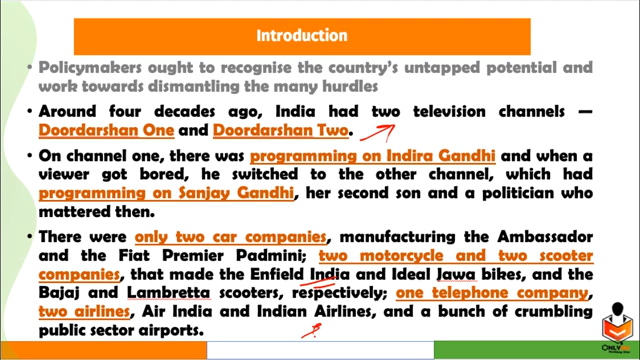 Introduction
Policymakers ought to recognise the country's untapped potential and
work towards dismantling the many hurdles
Around four decades ago, India had two television channels —
Doordarshan One and Doordarshan Two.
On channel one, there was programming on Indira Gandhi and when a
viewer got bored, he switched to the other channel, which had
programming on Sanjay Gandhi, her second son and a politician who
mattered then.
There were only two car companies, manufacturing the Ambassador
and the Fiat Premier Padmini; two motorcycle and two scooter
companies, that made the Enfield India and Ideal Jawa bikes, and the
Bajaj and Lambretta scooters, respectively; one telephone company,
two airlines, Air India and Indian Airlines, and a bunch of crumbling
public sector airports.